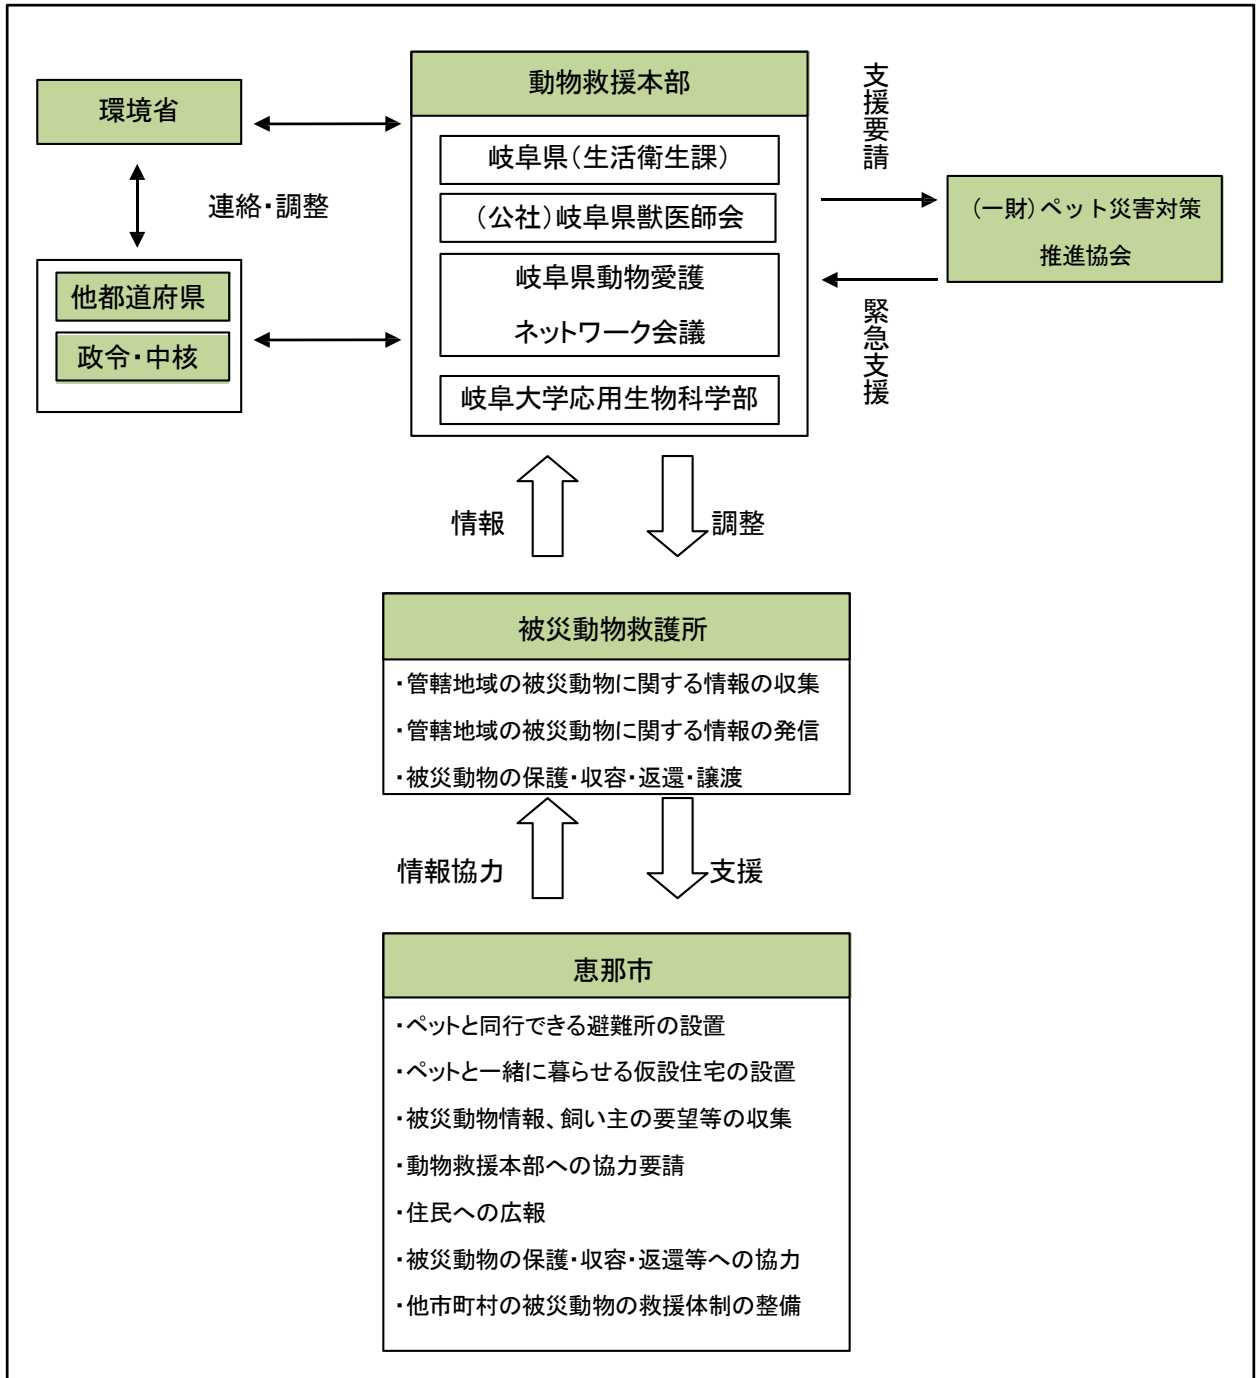 環境省
連絡・調整
他都道府県
政令・中核
動物救援本部
岐阜県(生活衛生課)
(公社)岐阜県獣医師会
岐阜県動物愛護
ネットワーク会議
岐阜大学応用生物科学部
支援要請
(一財)ペット災害対策
推進協会
緊急支援
情報
調整
被災動物救護所
・管轄地域の被災動物に関する情報の収集
・管轄地域の被災動物に関する情報の発信
・被災動物の保護・収容・返還・譲渡
情報協力
支援
恵那市
・ペットと同行できる避難所の設置
・ペットと一緒に暮らせる仮設住宅の設置
・被災動物情報、飼い主の要望等の収集
・動物救援本部への協力要請
・住民への広報
・被災動物の保護・収容・返還等への協力
・他市町村の被災動物の救援体制の整備